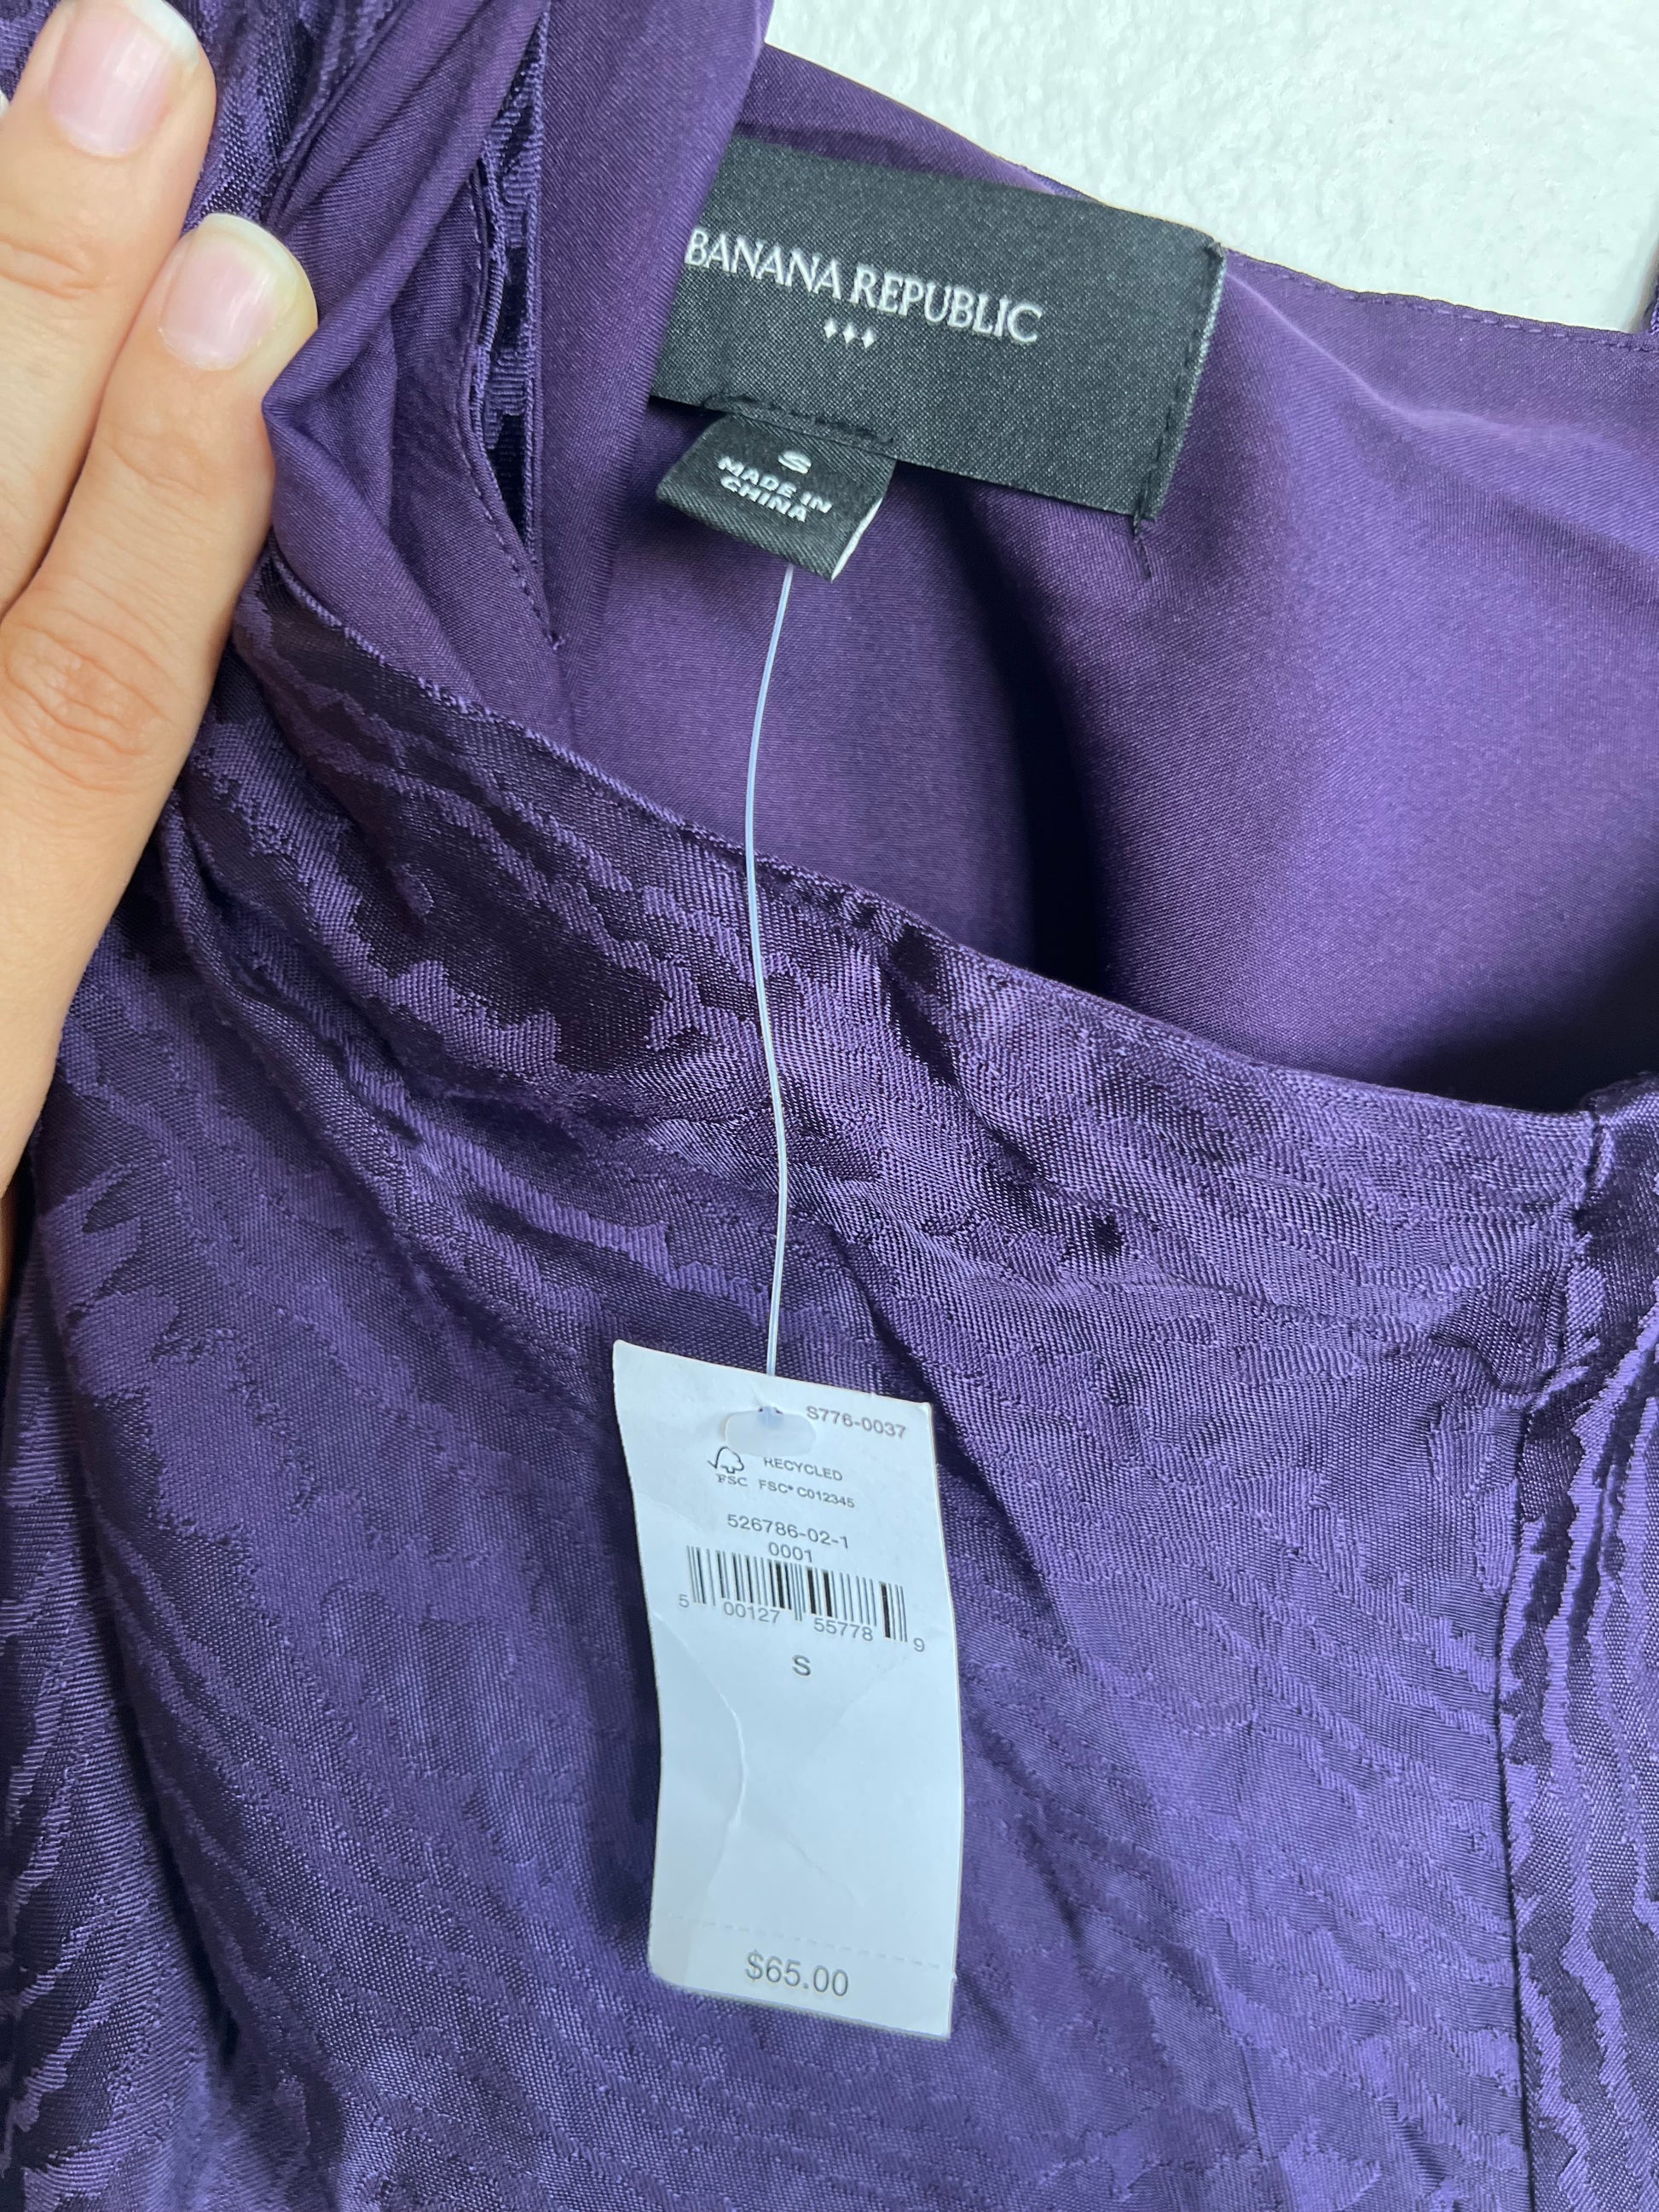 BANANA REPUBLIC
S
MADE IN
CHINA
S776-0037
RECYCLED
FSC FSC® C012345
526786-02-1
0001
5 00127 55778 9
S
$65.00